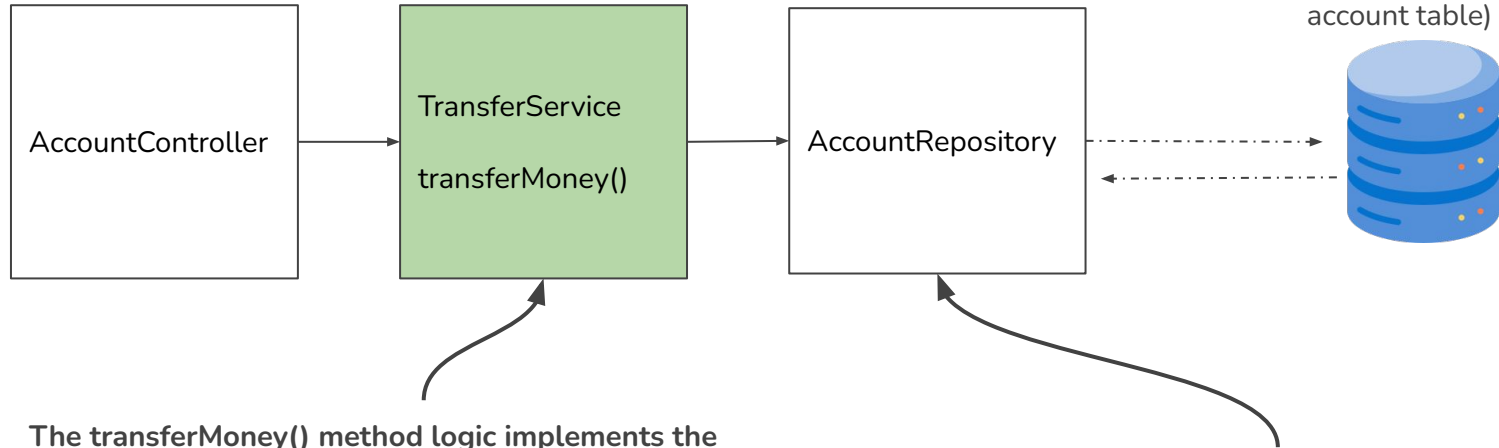 account table)
AccountController
TransferService
transferMoney()
AccountRepository
The transferMoney() method logic implements the